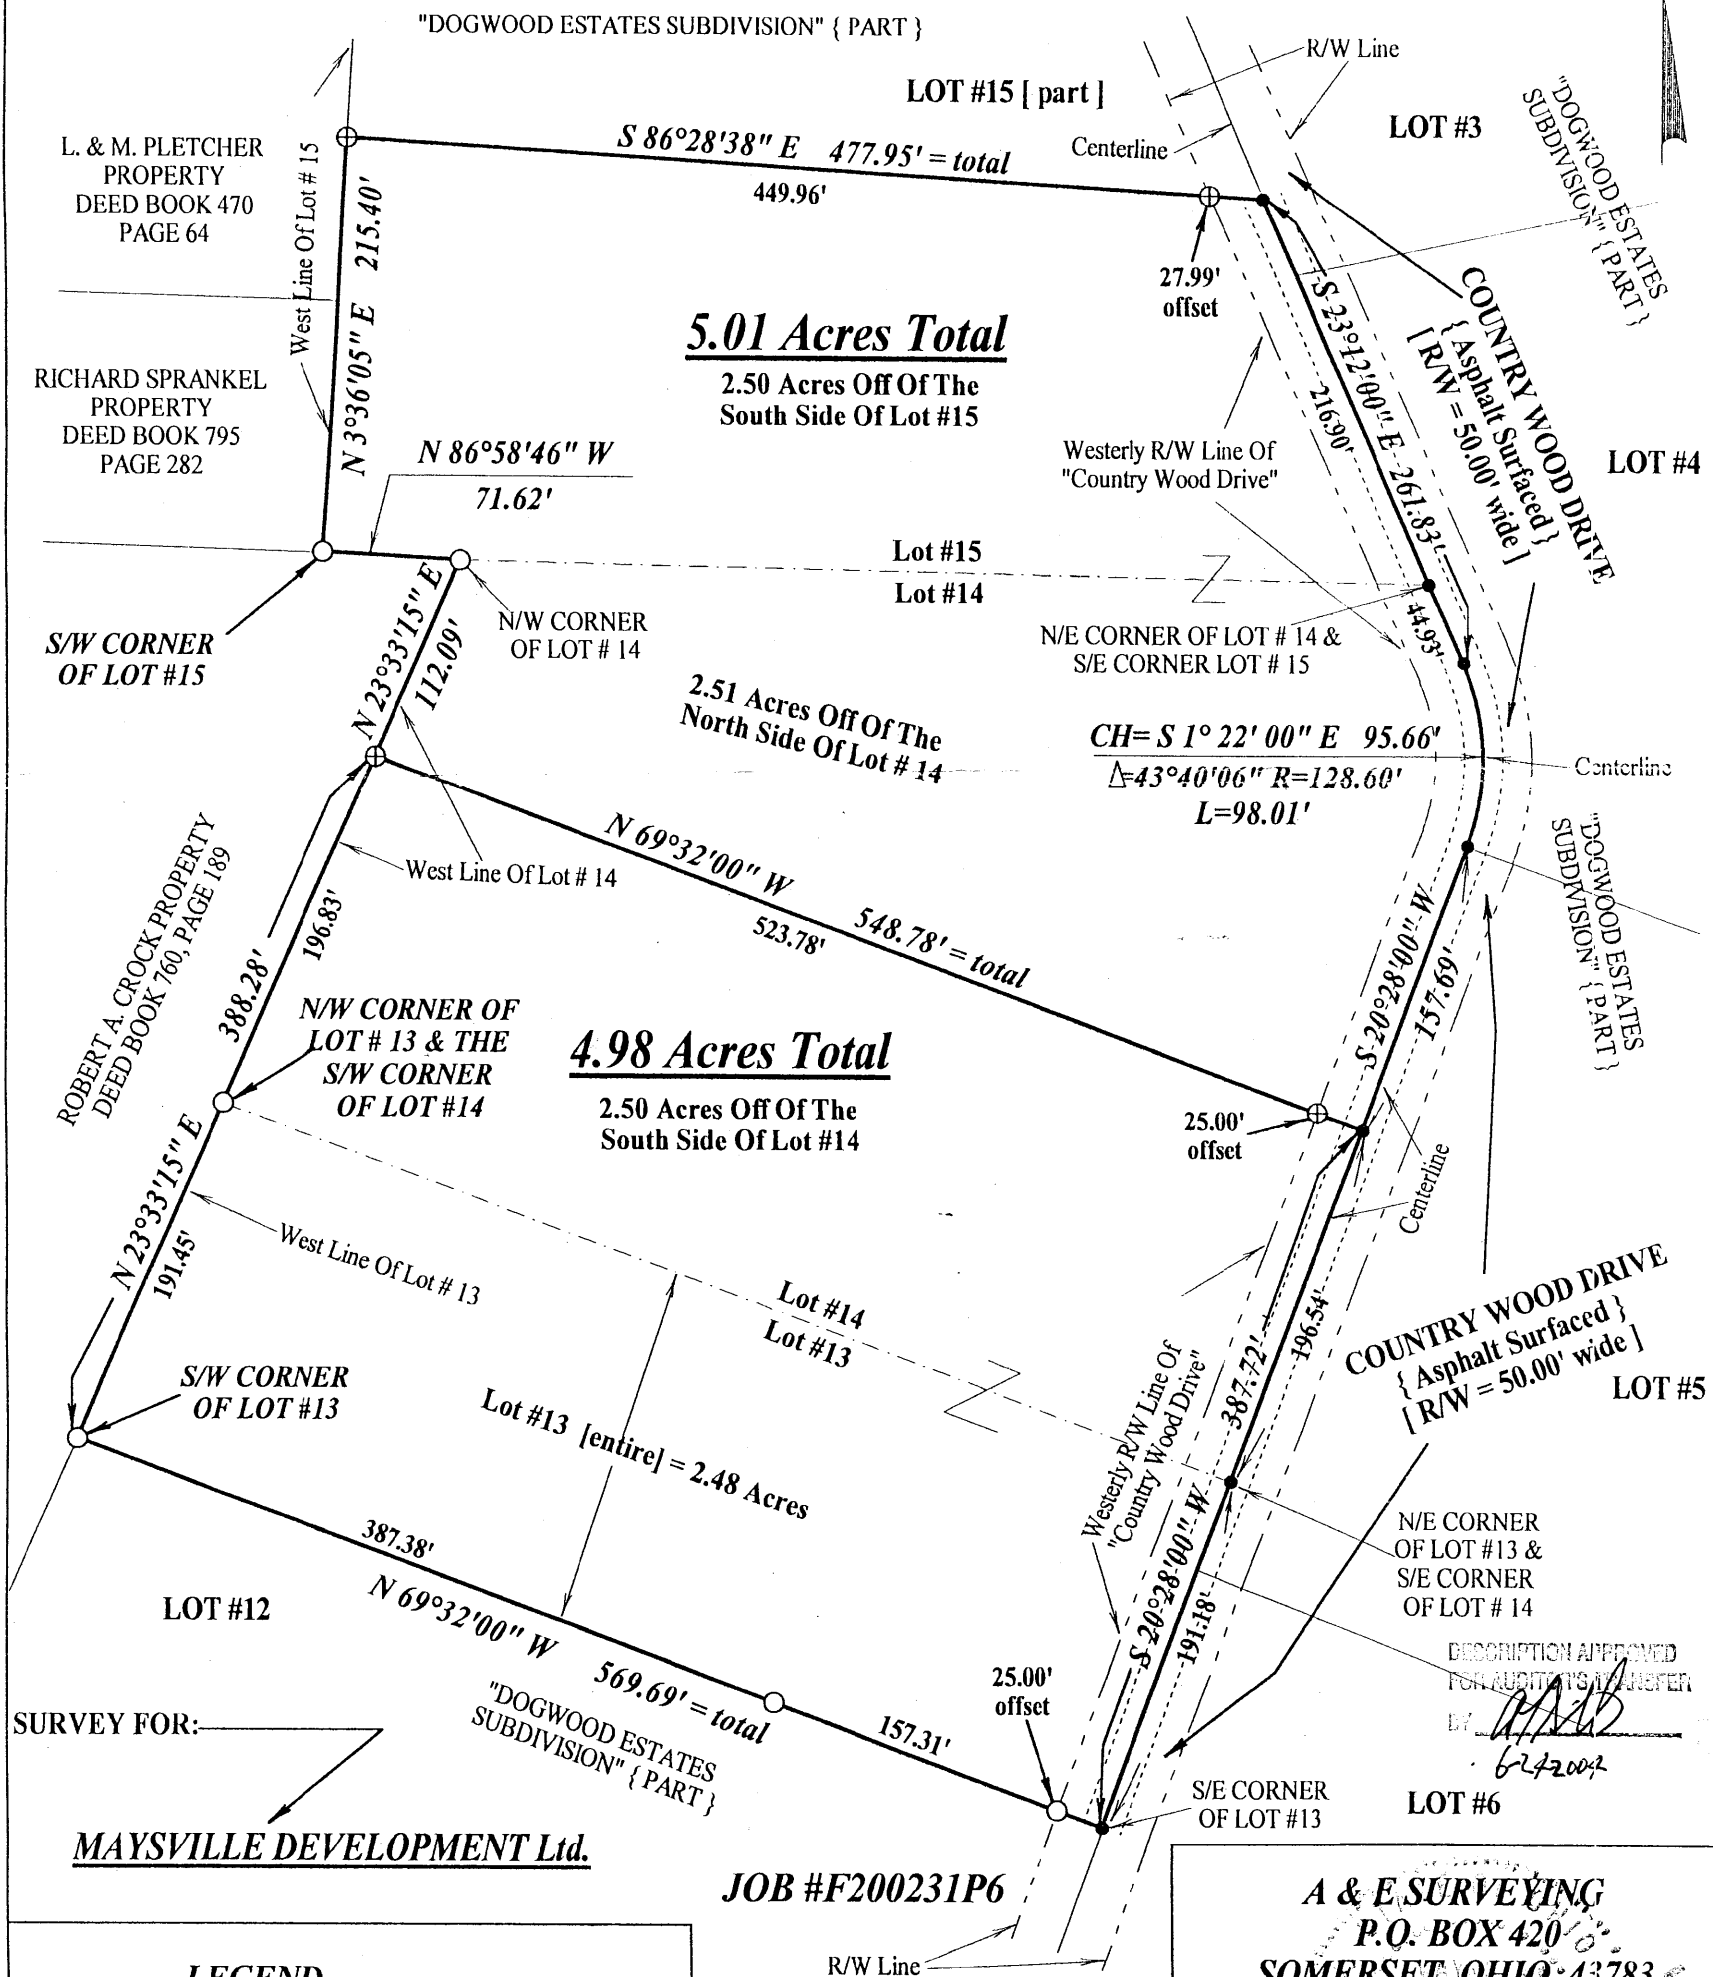 "DOGWOOD ESTATES SUBDIVISION" { PART }
R/W Line
LOT #15 [ part ]
LOT #3
"DOGWOOD ESTATES
SUBDIVISION" { PART }
Centerline
L. & M. PLETCHER
PROPERTY
DEED BOOK 470
PAGE 64
West Line Of Lot # 15
N 3°36'05" E 215.40'
S 86°28'38" E 477.95' = total
449.96'
27.99'
offset
5.01 Acres Total
2.50 Acres Off Of The
South Side Of Lot #15
S 23°12'00" E 261.83'
216.90'
COUNTRY WOOD DRIVE
{ Asphalt Surfaced }
[ R/W = 50.00' wide ]
LOT #4
RICHARD SPRANKEL
PROPERTY
DEED BOOK 795
PAGE 282
N 86°58'46" W
71.62'
Westerly R/W Line Of
"Country Wood Drive"
Lot #15
Lot #14
S/W CORNER
OF LOT #15
N 23°33'15" E
112.09'
N/W CORNER
OF LOT # 14
N/E CORNER OF LOT # 14 &
S/E CORNER LOT # 15
44.93'
2.51 Acres Off Of The
North Side Of Lot # 14
CH= S 1° 22' 00" E 95.66'
Δ=43°40'06" R=128.60'
L=98.01'
Centerline
"DOGWOOD ESTATES
SUBDIVISION" { PART }
West Line Of Lot # 14
N 69°32'00" W
548.78' = total
523.78'
ROBERT A. CROCK PROPERTY
DEED BOOK 760, PAGE 189
388.28'
196.83'
S 20°28'00" W
157.69'
N/W CORNER OF
LOT # 13 & THE
S/W CORNER
OF LOT #14
4.98 Acres Total
2.50 Acres Off Of The
South Side Of Lot #14
25.00'
offset
Centerline
N 23°33'15" E
191.45'
West Line Of Lot # 13
Lot #14
Lot #13
Westerly R/W Line Of
"Country Wood Drive"
387.72'
196.54'
COUNTRY WOOD DRIVE
{ Asphalt Surfaced }
[ R/W = 50.00' wide ]
LOT #5
S/W CORNER
OF LOT #13
Lot #13 [entire] = 2.48 Acres
387.38'
N 69°32'00" W
569.69' = total
157.31'
S 20°28'00" W
191.18'
N/E CORNER
OF LOT #13 &
S/E CORNER
OF LOT # 14
LOT #12
"DOGWOOD ESTATES
SUBDIVISION" { PART }
25.00'
offset
DESCRIPTION APPROVED
FOR AUDITOR'S TRANSFER
BY
6-24-2002
SURVEY FOR:
MAYSVILLE DEVELOPMENT Ltd.
S/E CORNER
OF LOT #13
LOT #6
JOB #F200231P6
R/W Line
A & E SURVEYING
P.O. BOX 420
SOMERSET, OHIO 43783
LEGEND